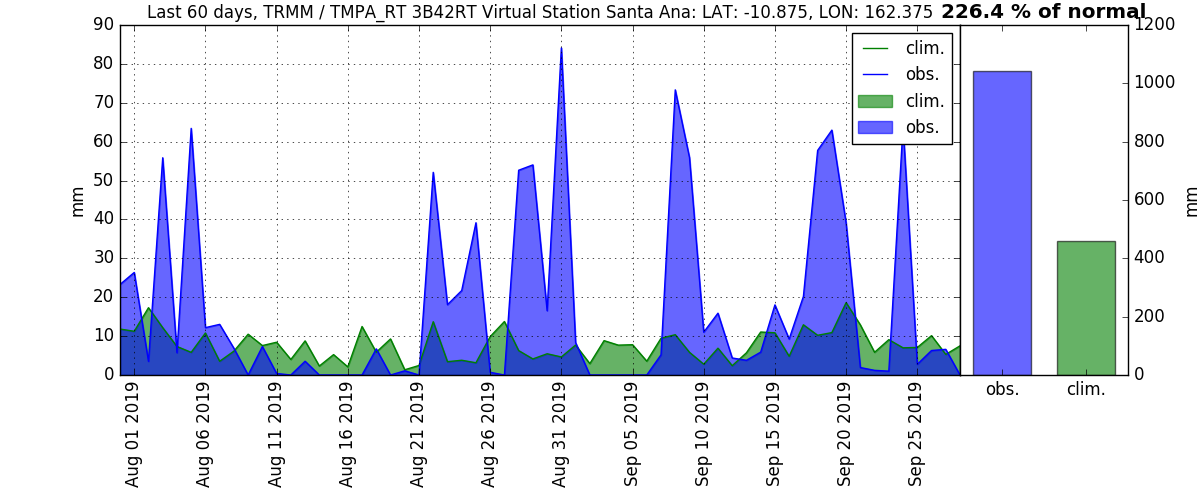 Last 60 days, TRMM / TMPA_RT 3B42RT Virtual Station Santa Ana: LAT: -10.875, LON: 162.375 226.4 % of normal
90
80
70
60
50
40
30
20
10
0
mm
clim.
obs.
clim.
obs.
Aug 01 2019
Aug 06 2019
Aug 11 2019
Aug 16 2019
Aug 21 2019
Aug 26 2019
Aug 31 2019
Sep 05 2019
Sep 10 2019
Sep 15 2019
Sep 20 2019
Sep 25 2019
1200
1000
800
600
400
200
0
mm
obs. clim.